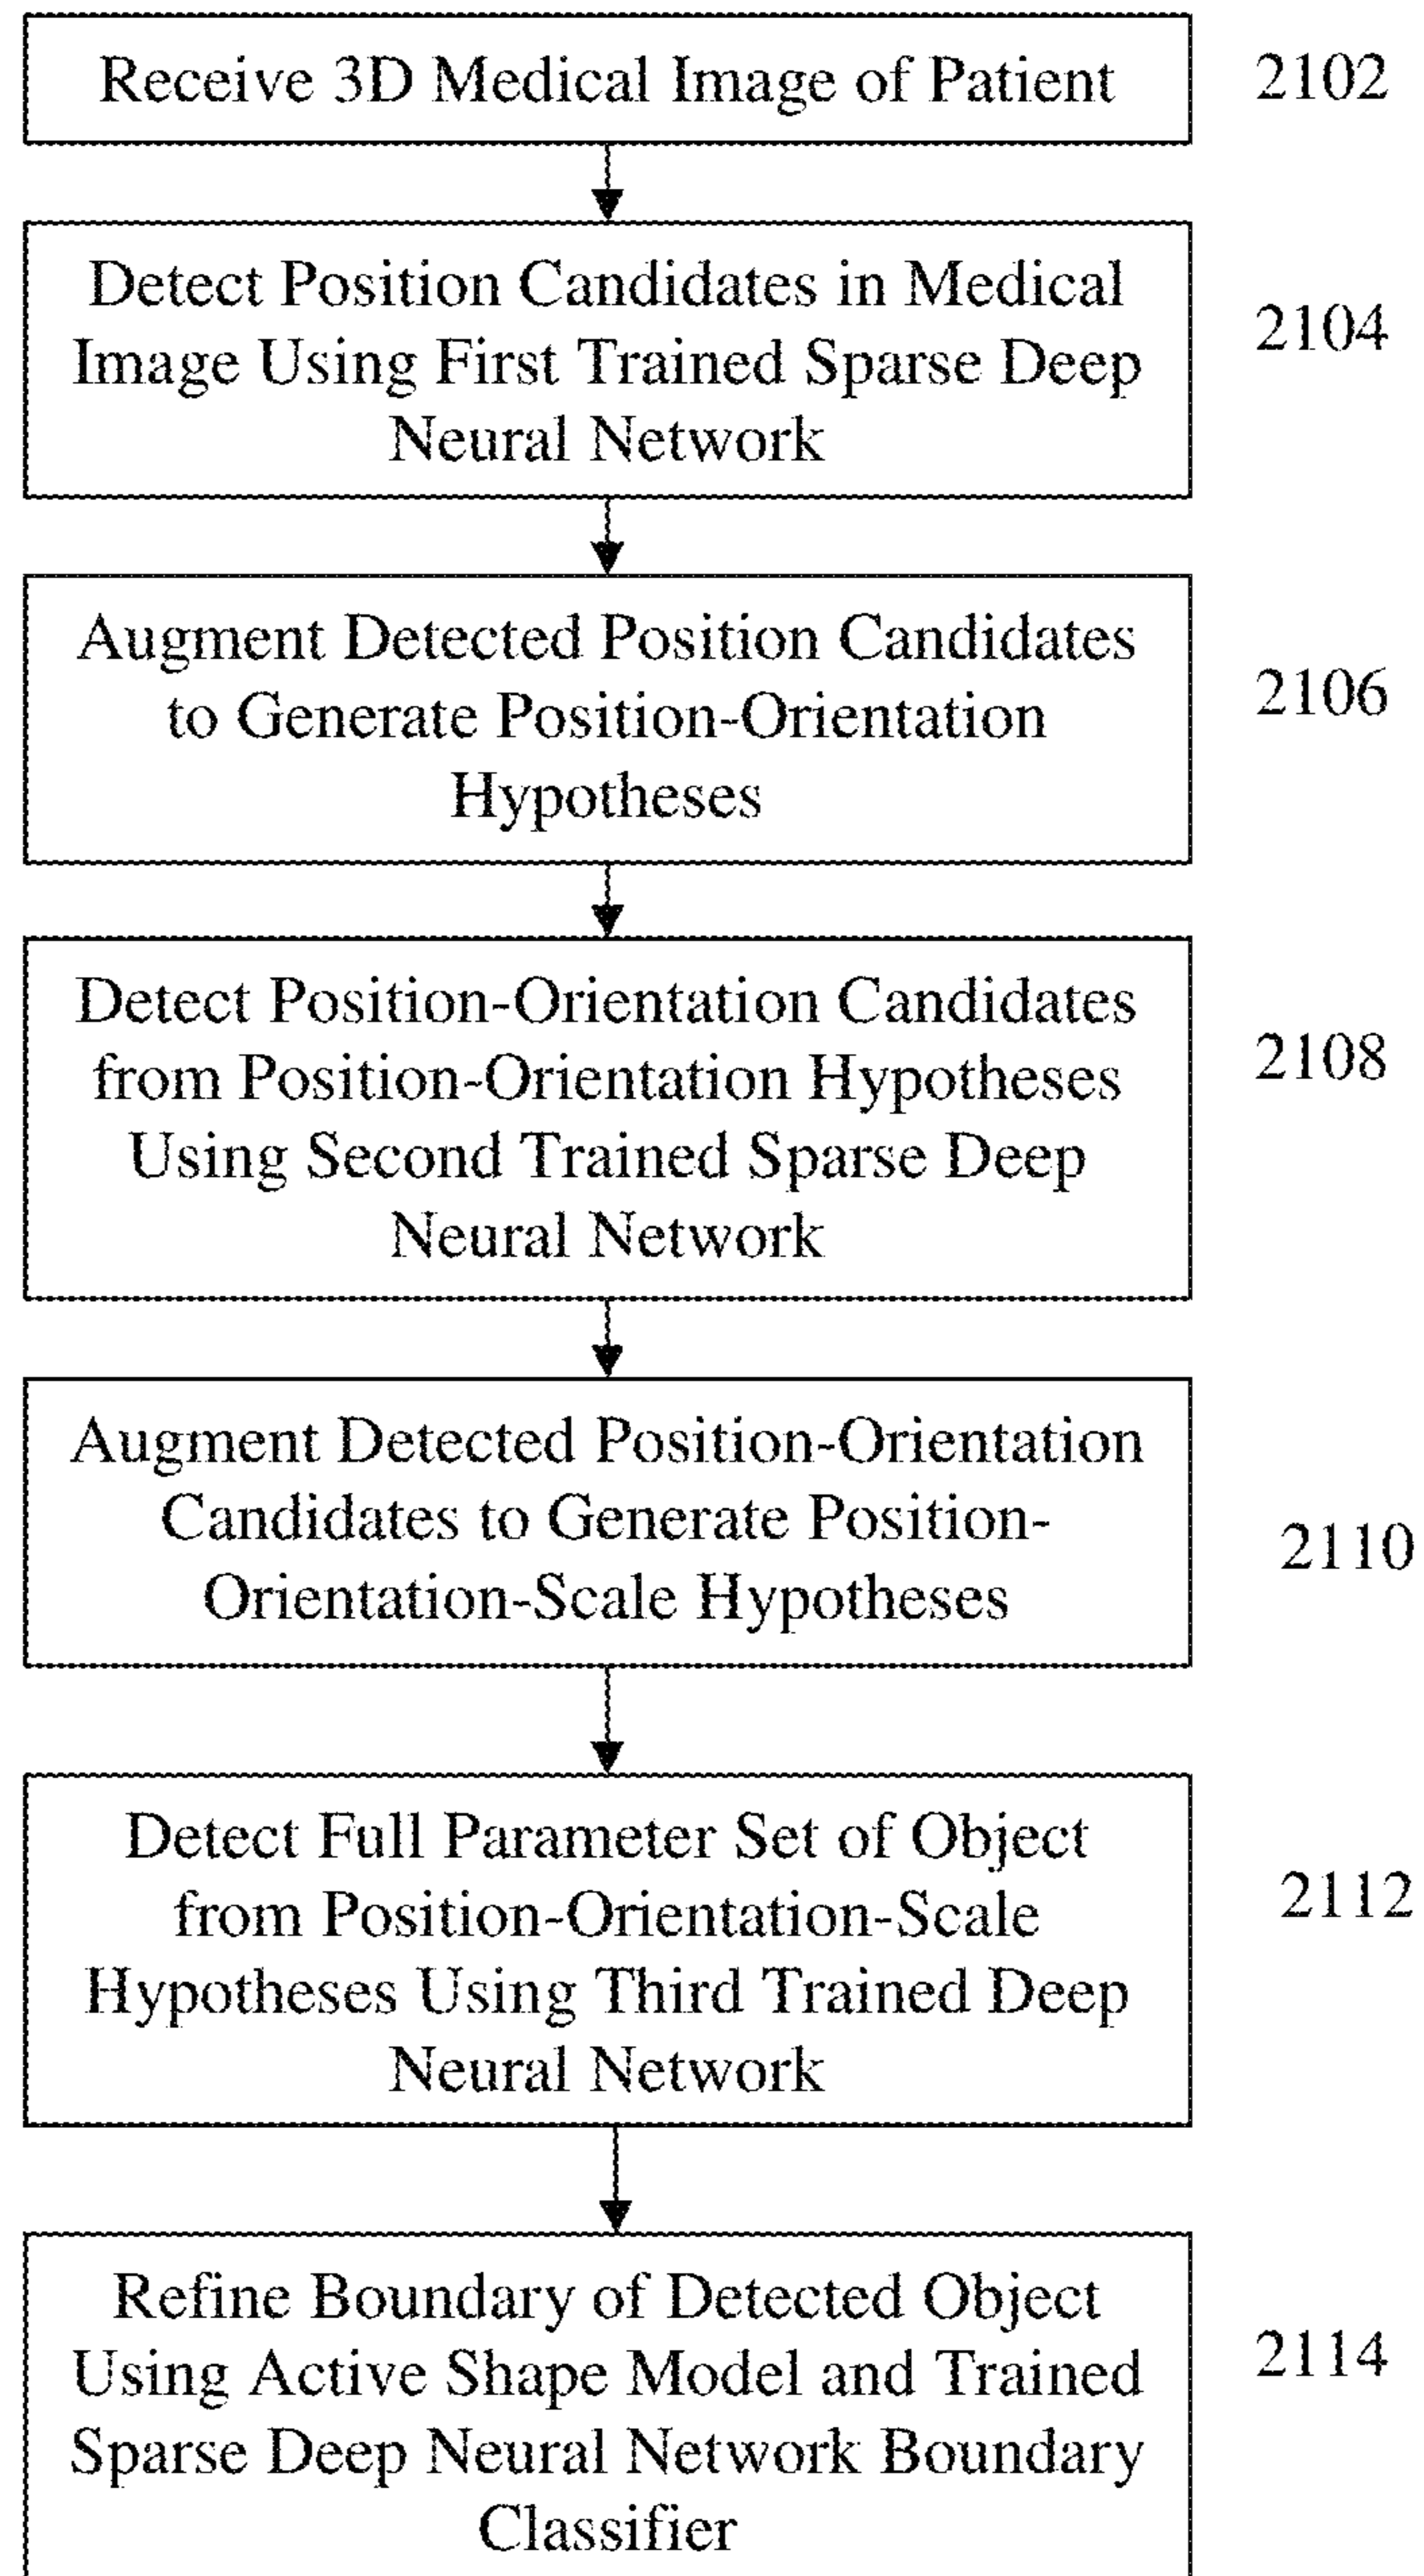 Receive 3D Medical Image of Patient
2102
Detect Position Candidates in Medical
Image Using First Trained Sparse Deep
Neural Network
2104
Augment Detected Position Candidates
to Generate Position-Orientation
Hypotheses
2106
Detect Position-Orientation Candidates
from Position-Orientation Hypotheses
Using Second Trained Sparse Deep
Neural Network
2108
Augment Detected Position-Orientation
Candidates to Generate Position-
Orientation-Scale Hypotheses
2110
Detect Full Parameter Set of Object
from Position-Orientation-Scale
Hypotheses Using Third Trained Deep
Neural Network
2112
Refine Boundary of Detected Object
Using Active Shape Model and Trained
Sparse Deep Neural Network Boundary
Classifier
2114